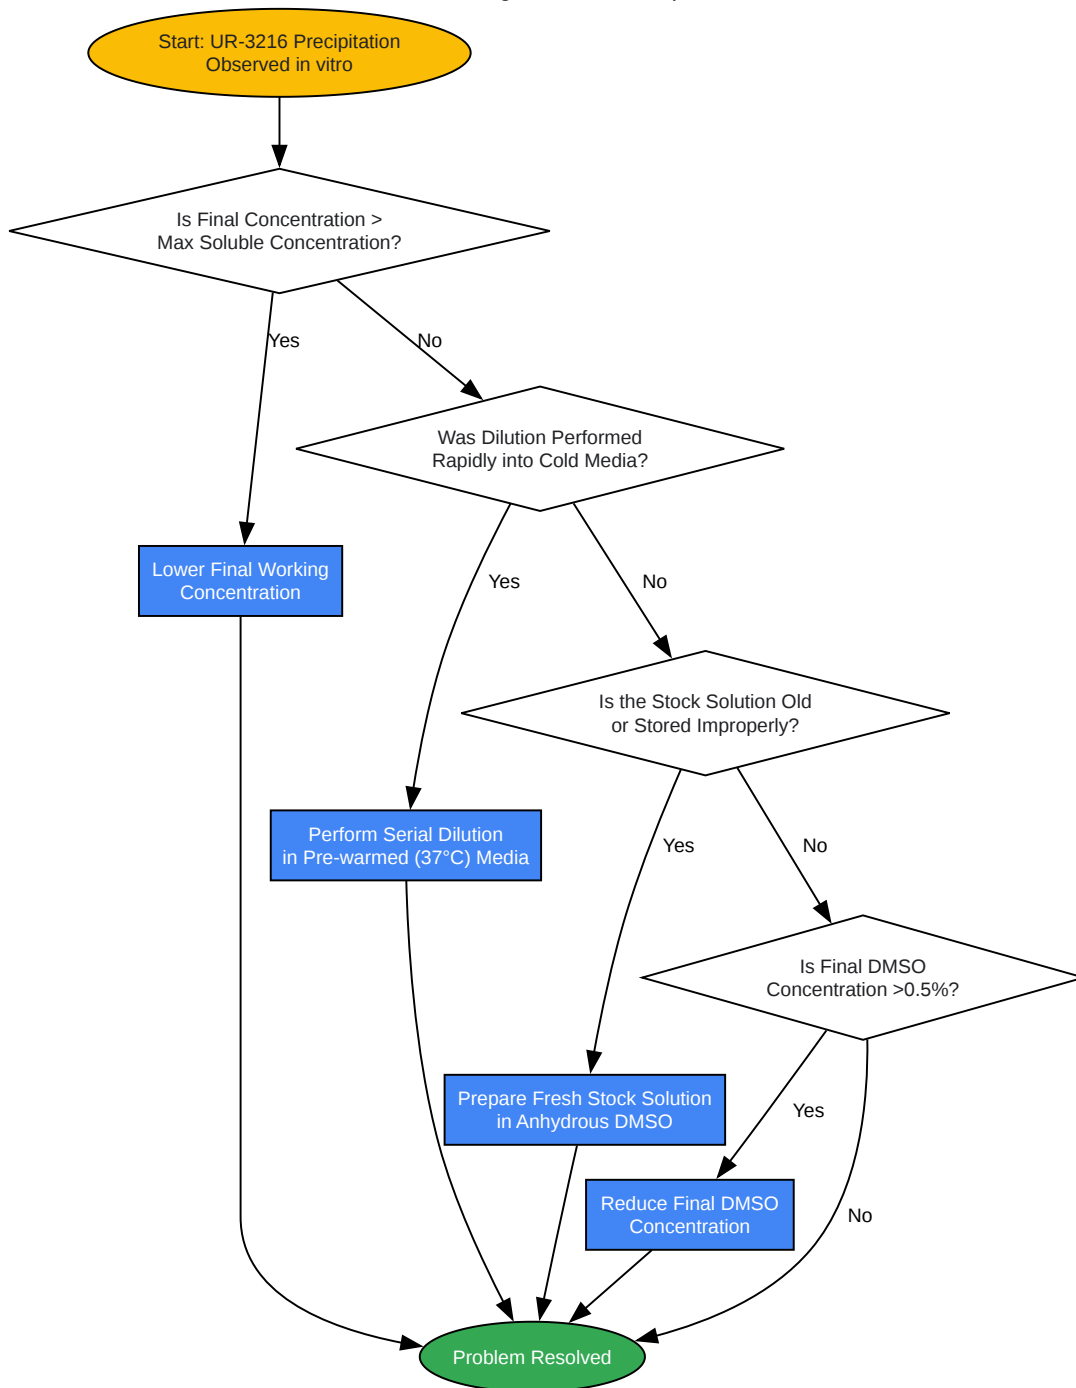 Start: UR-3216 Precipitation
Observed in vitro
Is Final Concentration >
Max Soluble Concentration?
Yes
No
Was Dilution Performed
Rapidly into Cold Media?
Lower Final Working
Concentration
Yes
No
Is the Stock Solution Old
or Stored Improperly?
Perform Serial Dilution
in Pre-warmed (37°C) Media
Yes
No
Is Final DMSO
Concentration >0.5%?
Prepare Fresh Stock Solution
in Anhydrous DMSO
Yes
Reduce Final DMSO
Concentration
No
Problem Resolved